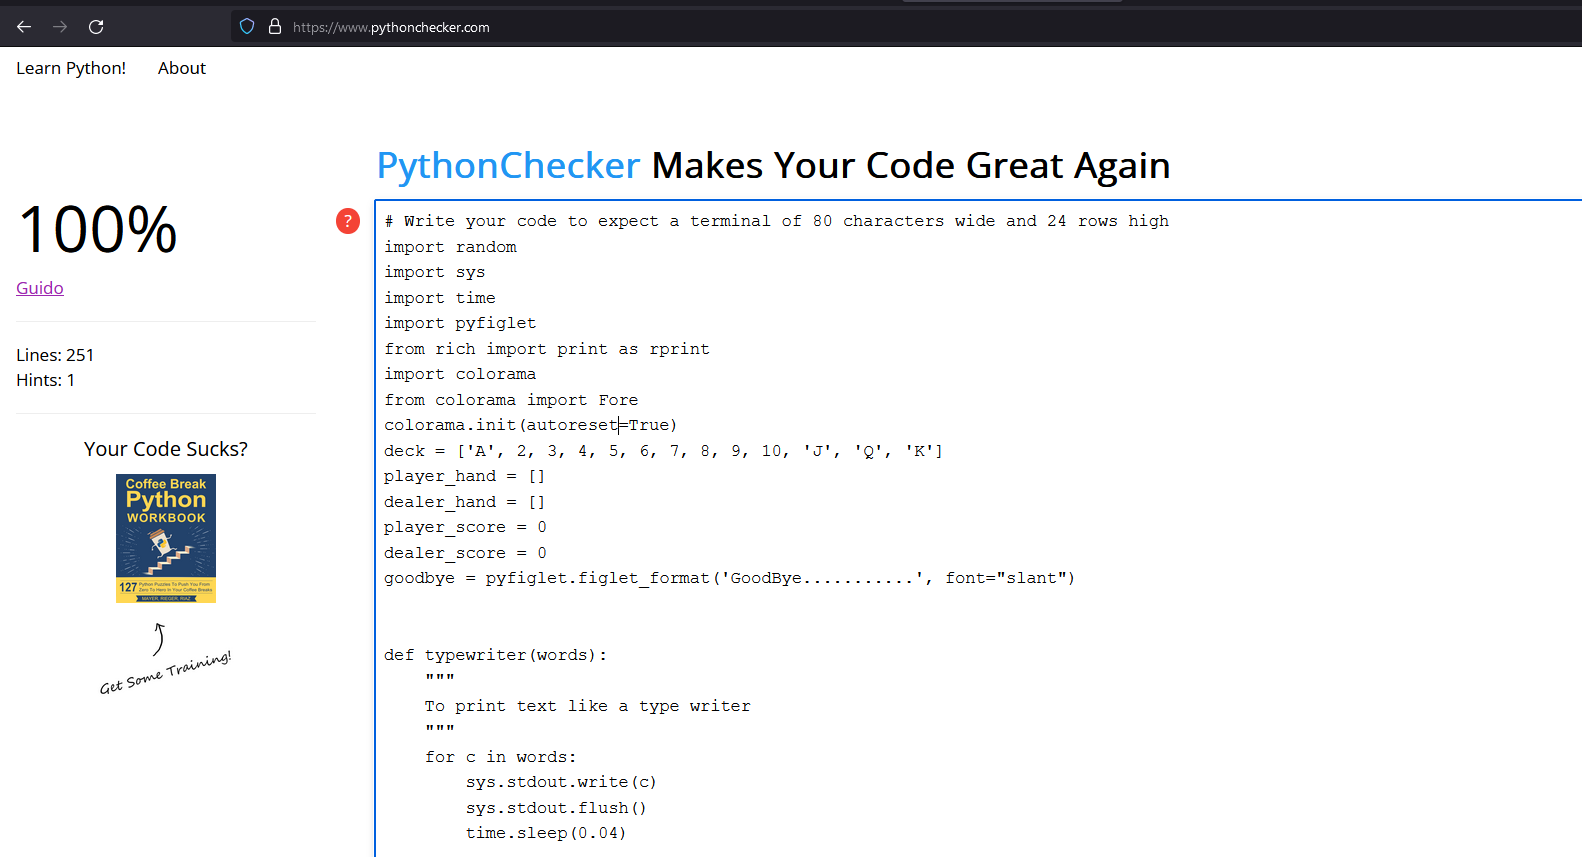 https://www.pythonchecker.com
Learn Python! About
PythonChecker Makes Your Code Great Again
100%
Guido
Lines: 251
Hints: 1
Your Code Sucks?
Coffee Break
Python
WORKBOOK
127 Python Puzzles To Push You From
Zero To Hero In Your Coffee Breaks
MAYER, RIEGER, RIAZ
Get Some Training!
?
# Write your code to expect a terminal of 80 characters wide and 24 rows high
import random
import sys
import time
import pyfiglet
from rich import print as rprint
import colorama
from colorama import Fore
colorama.init(autoreset=True)
deck = ['A', 2, 3, 4, 5, 6, 7, 8, 9, 10, 'J', 'Q', 'K']
player_hand = []
dealer_hand = []
player_score = 0
dealer_score = 0
goodbye = pyfiglet.figlet_format('GoodBye...........', font="slant")
def typewriter(words):
    """
    To print text like a type writer
    """
    for c in words:
        sys.stdout.write(c)
        sys.stdout.flush()
        time.sleep(0.04)